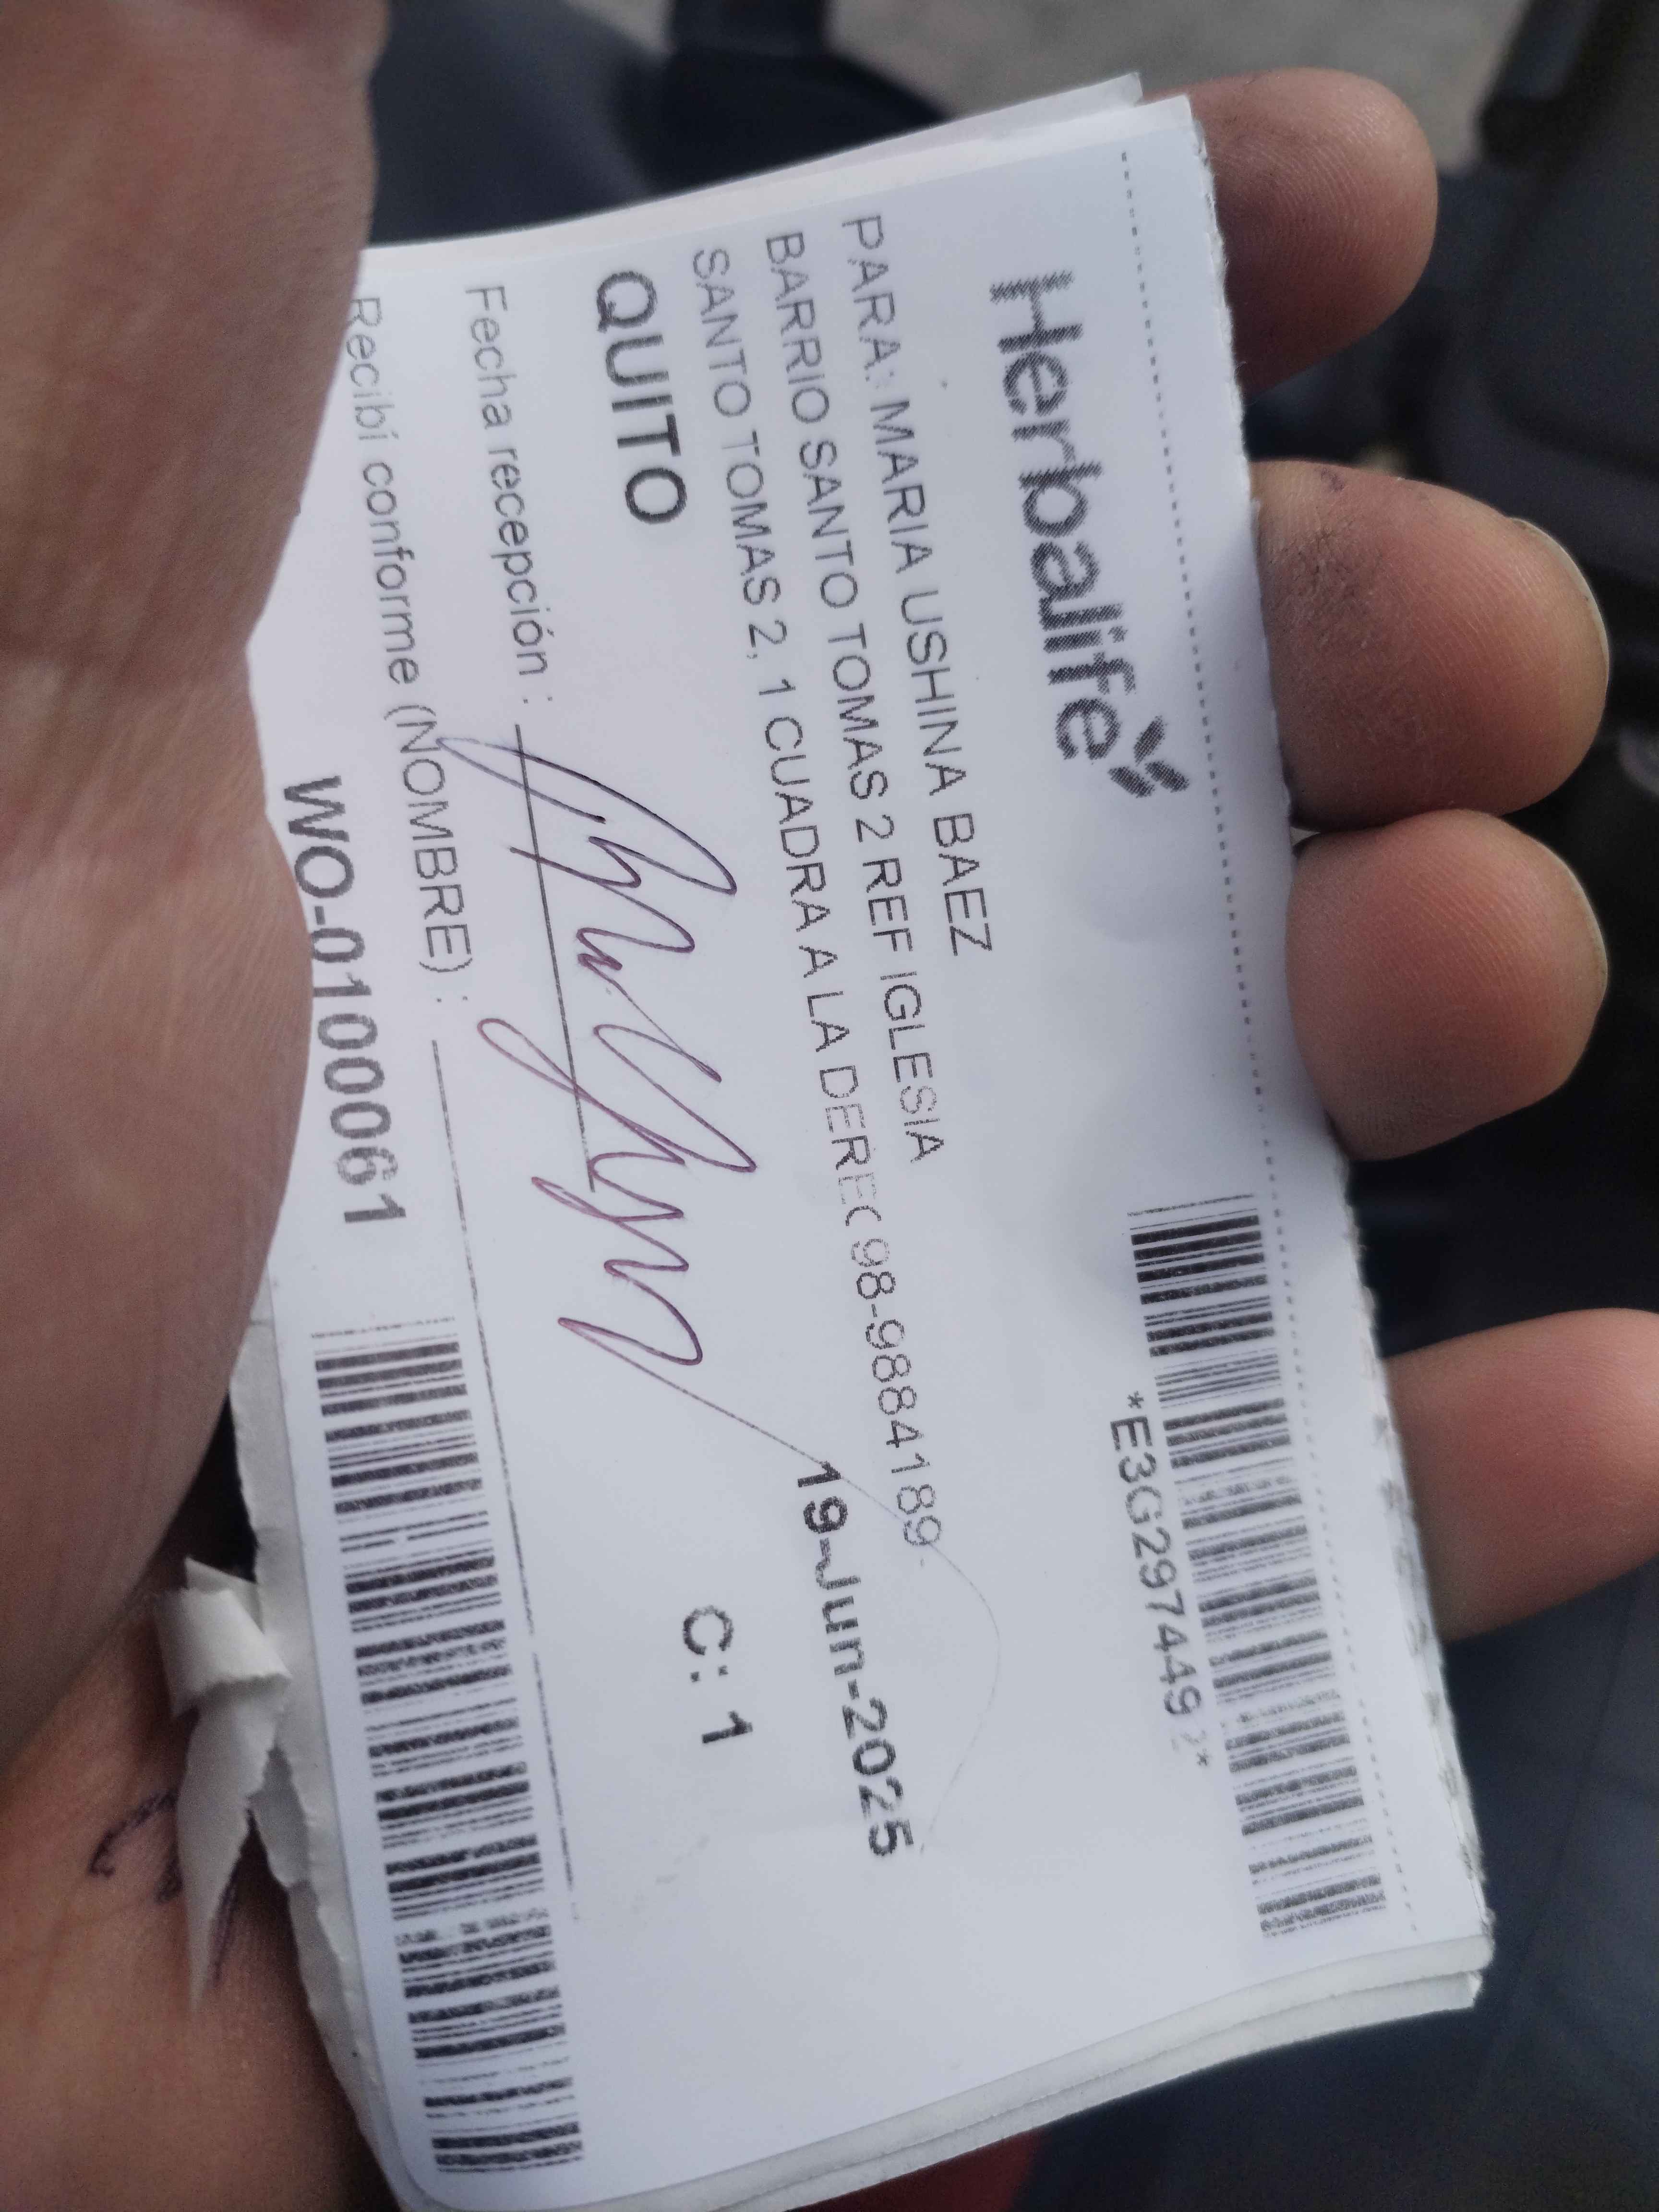 Herbalife
*E3G297449
PARA: MARIA USHINA BAEZ
BARRIO SANTO TOMAS 2 REF IGLESIA
SANTO TOMAS 2, 1 CUADRA A LA DEREC 98-9884189
19-Jun-2025
QUITO
C: 1
Fecha recepción :
Recibí conforme (NOMBRE) :
WO-0100061